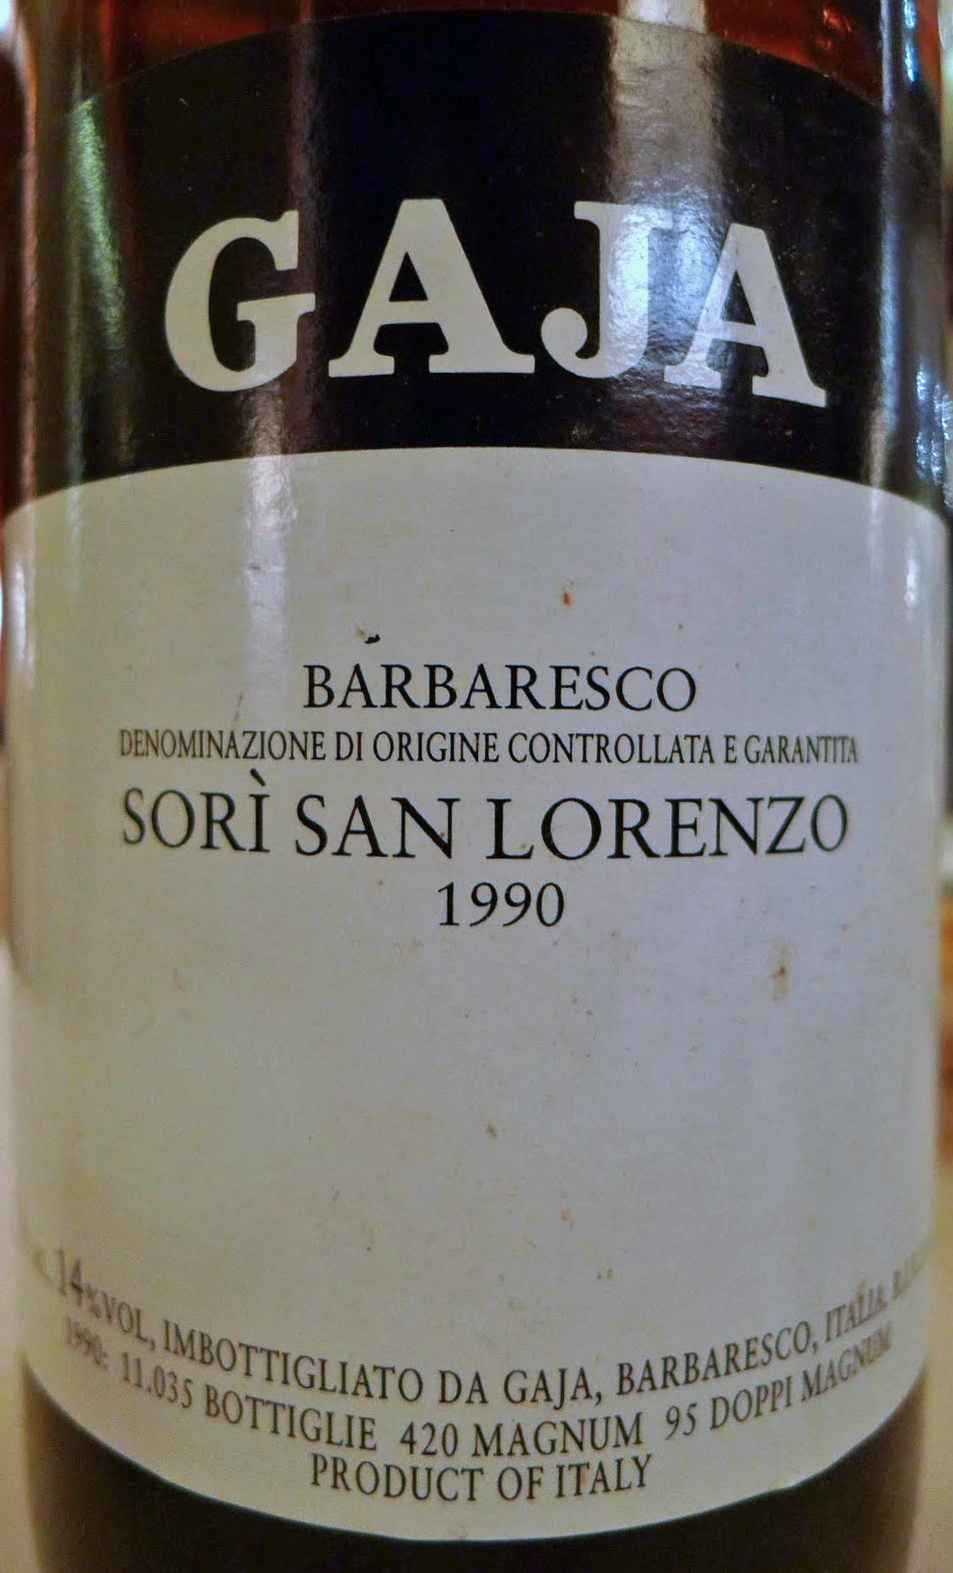 GAJA
BARBARESCO
DENOMINAZIONE DI ORIGINE CONTROLLATA E GARANTITA
SORÌ SAN LORENZO
1990
14%VOL, IMBOTTIGLIATO DA GAJA, BARBARESCO, ITALIA,
1990: 11.035 BOTTIGLIE 420 MAGNUM 95 DOPPI MAGNUM
PRODUCT OF ITALY